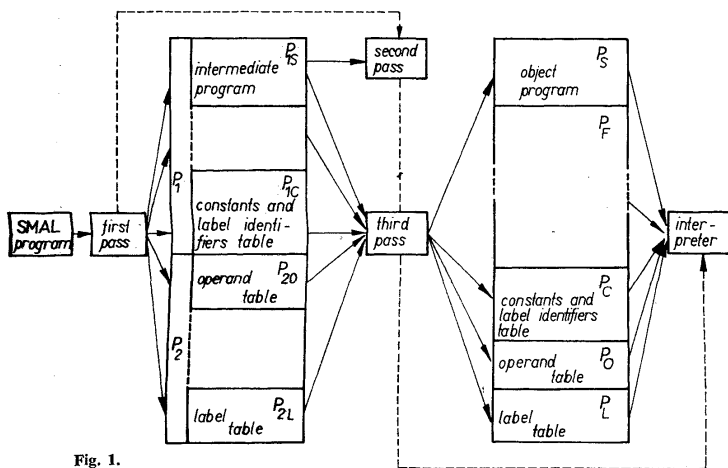 SMAL
program
first
pass
P1
P2
P1S
intermediate
program
P1C
constants and
label identi-
fiers table
P2O
operand
table
P2L
label
table
second
pass
third
pass
PS
object
program
PF
PC
constants and
label identifiers
table
PO
operand
table
PL
label
table
inter-
preter
Fig. 1.